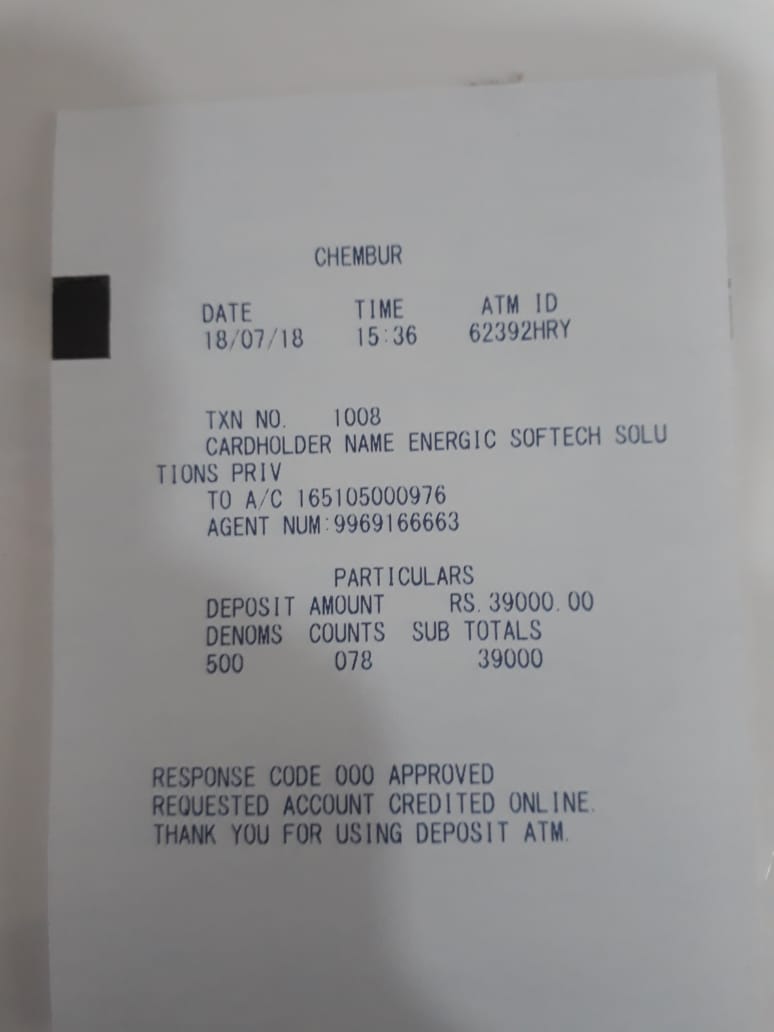 CHEMBUR
DATE TIME ATM ID
18/07/18 15:36 62392HRY
TXN NO. 1008
CARDHOLDER NAME ENERGIC SOFTECH SOLU
TIONS PRIV
TO A/C 165105000976
AGENT NUM:9969166663
PARTICULARS
DEPOSIT AMOUNT RS.39000.00
DENOMS COUNTS SUB TOTALS
500 078 39000
RESPONSE CODE 000 APPROVED
REQUESTED ACCOUNT CREDITED ONLINE.
THANK YOU FOR USING DEPOSIT ATM.